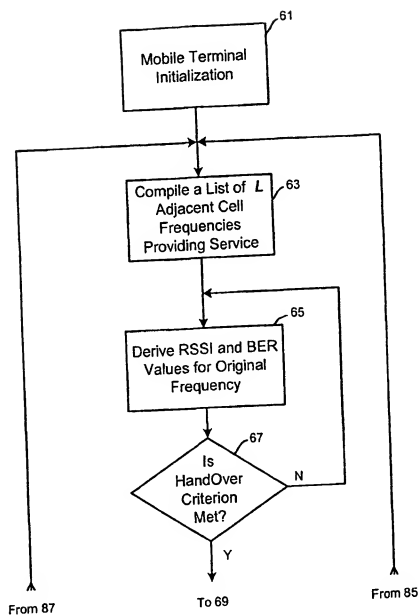 61
Mobile Terminal
Initialization
Compile a List of L
Adjacent Cell
Frequencies
Providing Service
63
65
Derive RSSI and BER
Values for Original
Frequency
67
Is
HandOver
Criterion
Met?
N
Y
From 87
To 69
From 85